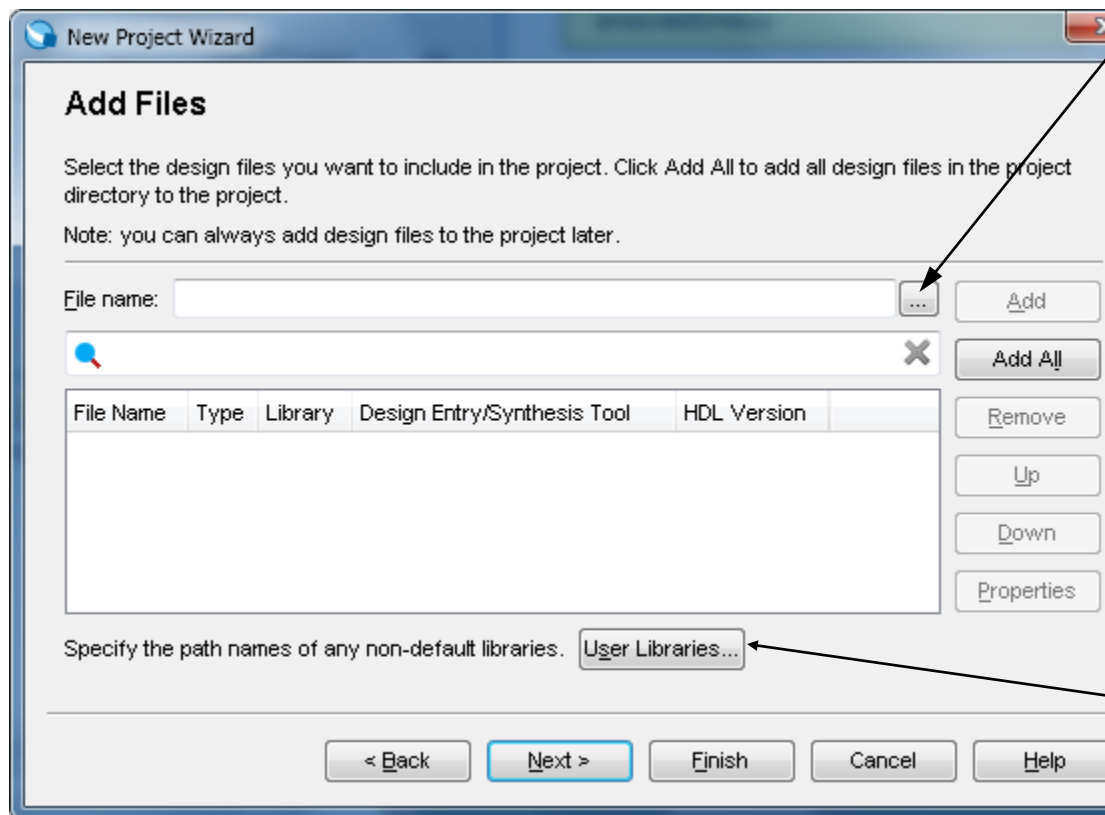 New Project Wizard
Add Files
Select the design files you want to include in the project. Click Add All to add all design files in the project
directory to the project.
Note: you can always add design files to the project later.
File name: ... Add
Add All
File Name Type Library Design Entry/Synthesis Tool HDL Version
Remove
Up
Down
Properties
Specify the path names of any non-default libraries. User Libraries...
< Back Next > Finish Cancel Help